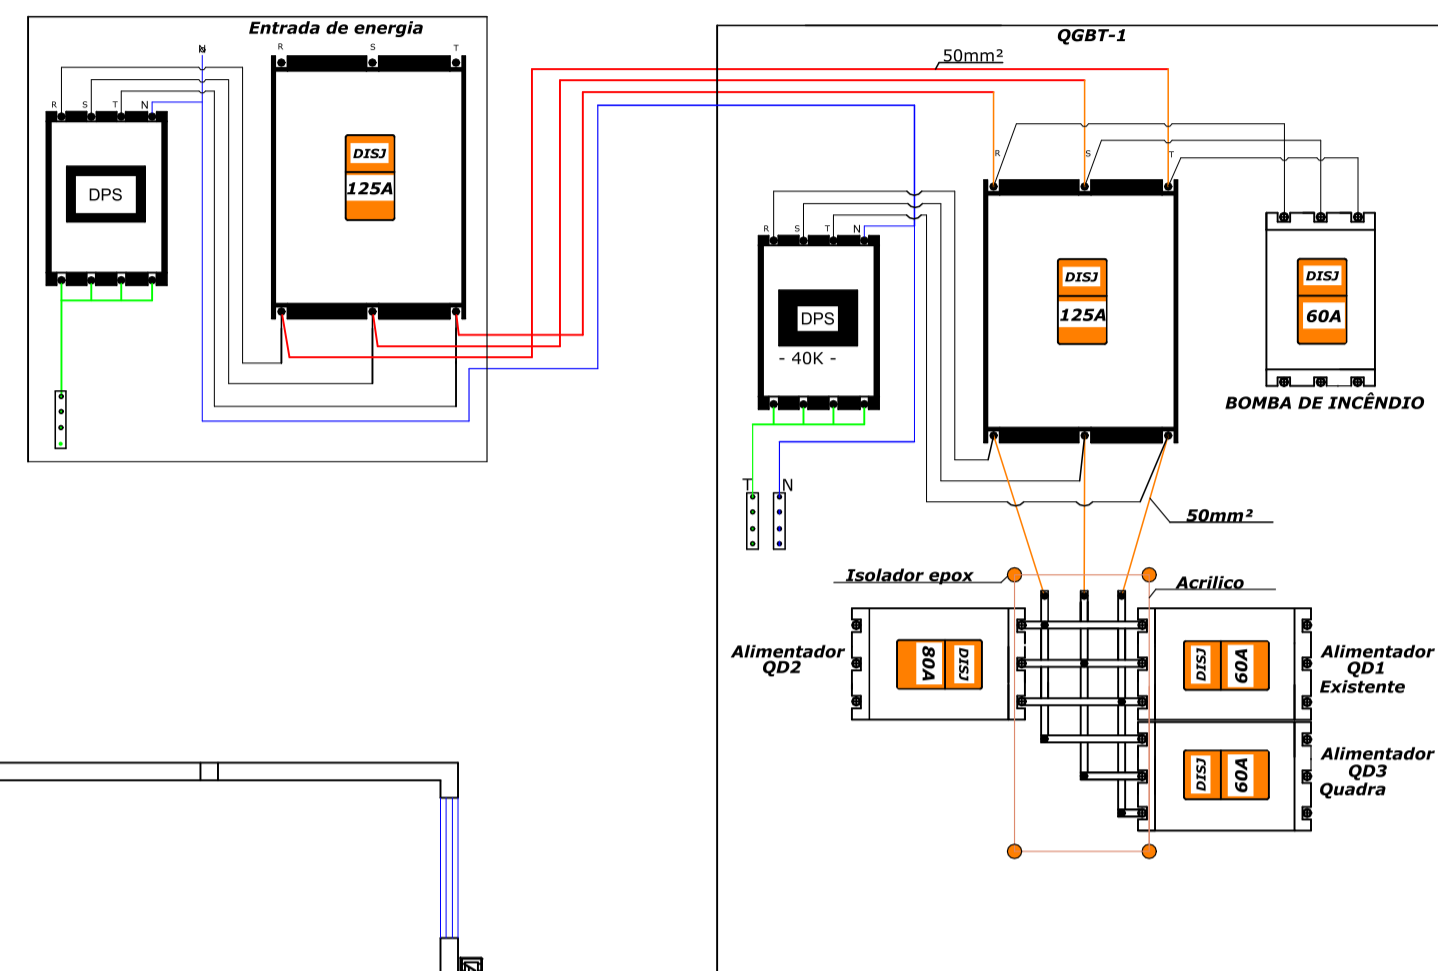 Entrada de energia
N
R S T
R S T N
DISJ
125A
DPS
QGBT-1
50mm²
R S T
R S T N
DISJ
125A
DISJ
60A
DPS
- 40K -
BOMBA DE INCÊNDIO
T N
50mm²
Isolador epox
Acrilico
Alimentador
QD2
80A
DISJ
DISJ
60A
Alimentador
QD1
Existente
DISJ
60A
Alimentador
QD3
Quadra